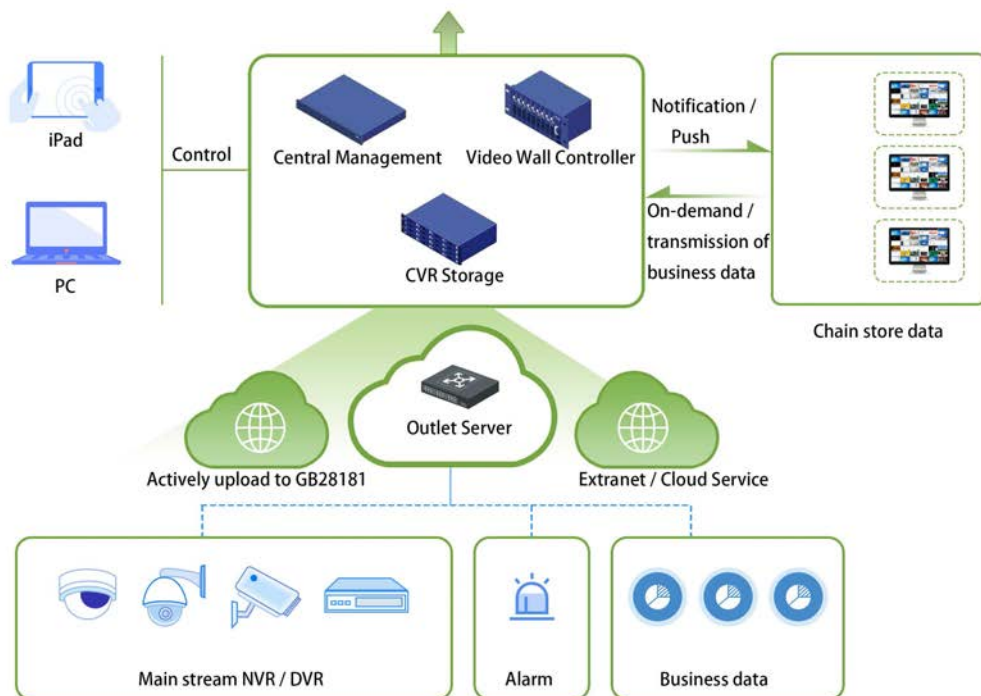 iPad
PC
Control
Central Management
Video Wall Controller
CVR Storage
Notification /
Push
On-demand /
transmission of
business data
Chain store data
Outlet Server
Actively upload to GB28181
Extranet / Cloud Service
Main stream NVR / DVR
Alarm
Business data